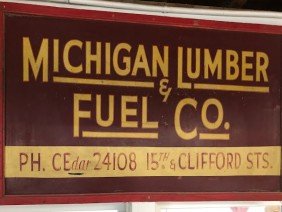 MICHIGAN LUMBER
&
FUEL CO.
PH. CEdar 24108 15TH & CLIFFORD STS.